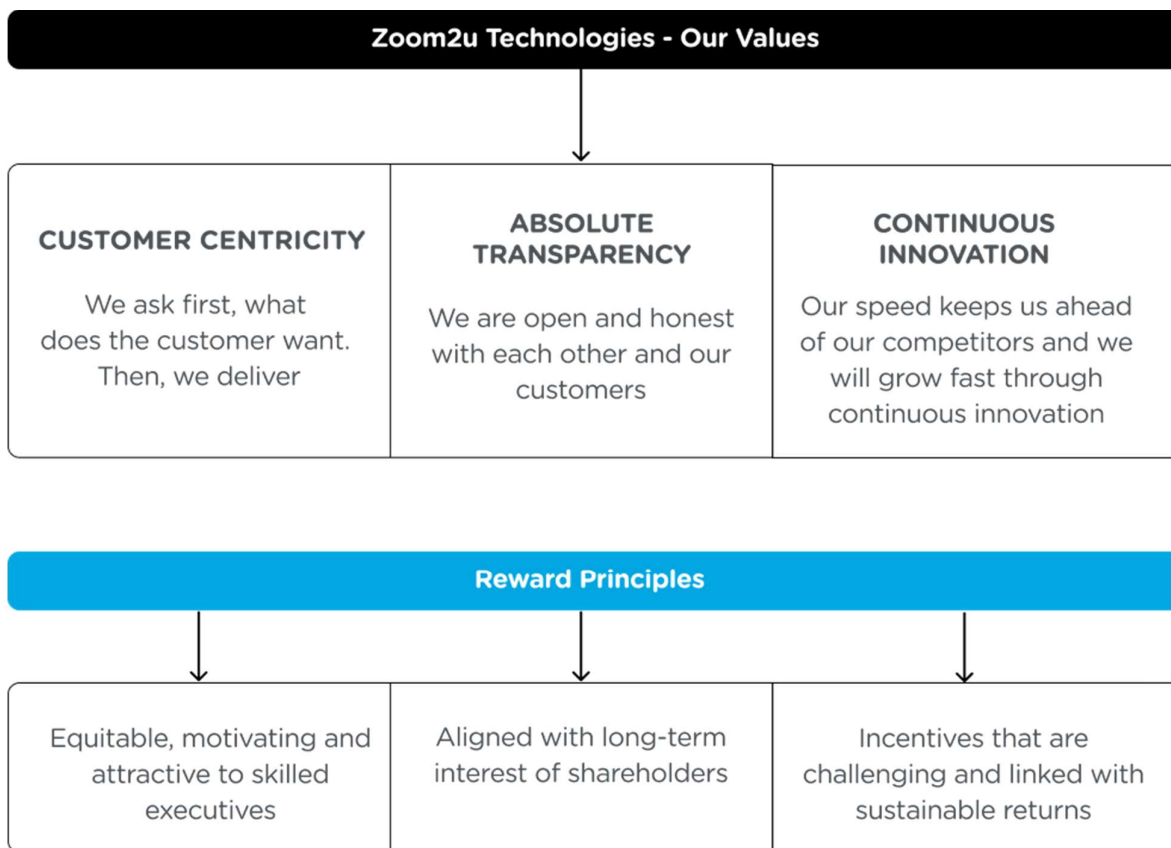 Zoom2u Technologies - Our Values
CUSTOMER CENTRICITY
We ask first, what
does the customer want.
Then, we deliver
ABSOLUTE
TRANSPARENCY
We are open and honest
with each other and our
customers
CONTINUOUS
INNOVATION
Our speed keeps us ahead
of our competitors and we
will grow fast through
continuous innovation
Reward Principles
Equitable, motivating and
attractive to skilled
executives
Aligned with long-term
interest of shareholders
Incentives that are
challenging and linked with
sustainable returns